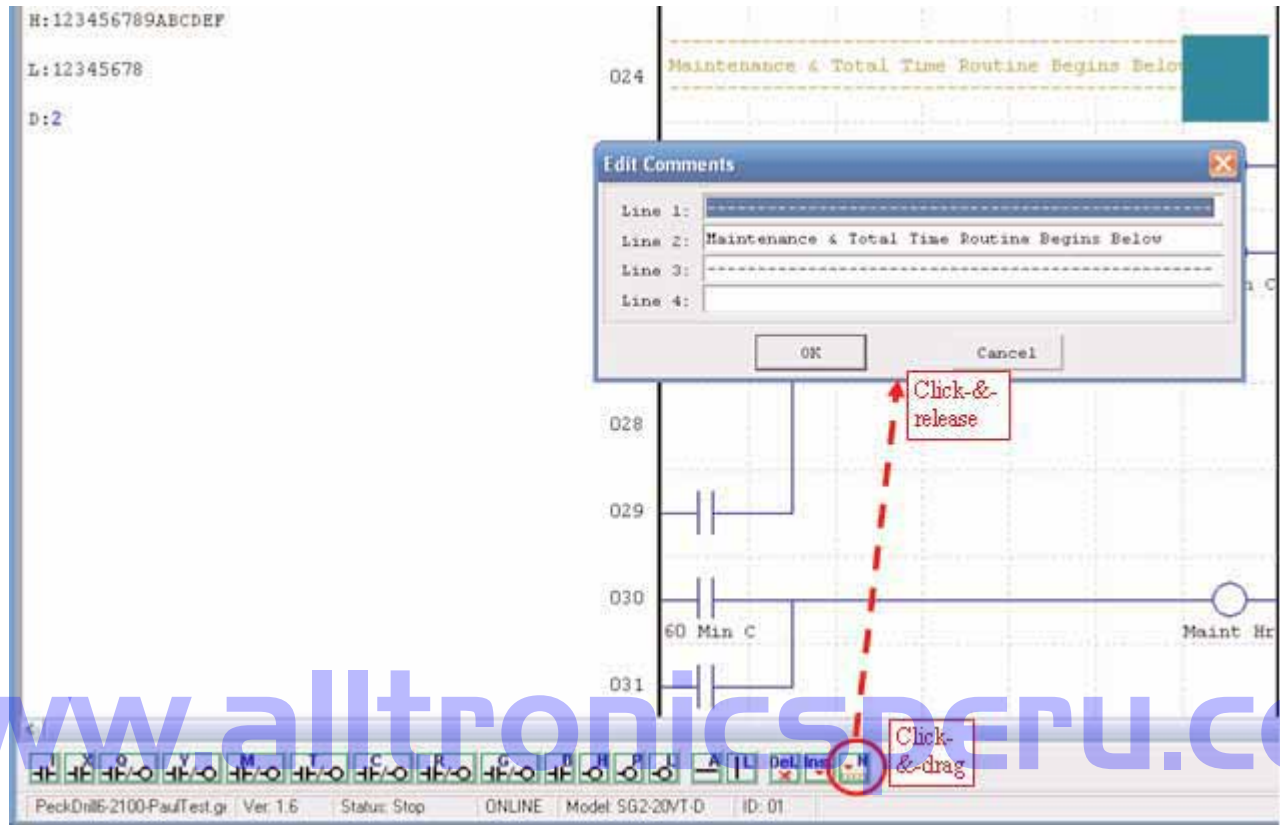 H:123456789ABCDEF
L:12345678
D:2
024
Maintenance & Total Time Routine Begins Belo
Edit Comments
Line 1: --------------------------------------------------
Line 2: Maintenance & Total Time Routine Begins Below
Line 3: --------------------------------------------------
Line 4:
n C
OK
Cancel
Click-&-
release
028
029
030
60 Min C
Maint Hr
031
ww.alltronicsperu.co
Click-
&-drag
I X Q Y M T C R G B H P L A L DeL Ins N
PeckDrill6-2100-PaulTest.g Ver: 1.6 Status: Stop ONLINE Model: SG2-20VT-D ID: 01